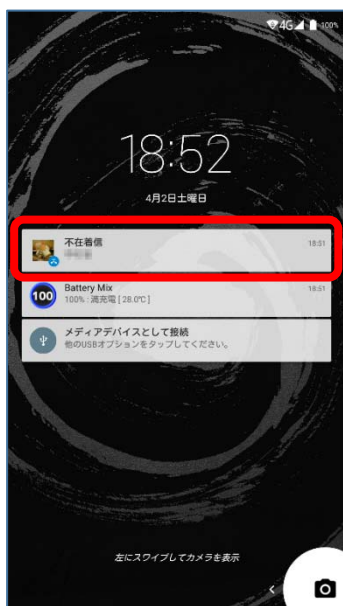 4G 100%
18:52
4月2日土曜日
不在着信 18:51
100 Battery Mix 18:51
100% : 満充電 [ 28.0℃ ]
メディアデバイスとして接続
他のUSBオプションをタップしてください。
左にスワイプしてカメラを表示